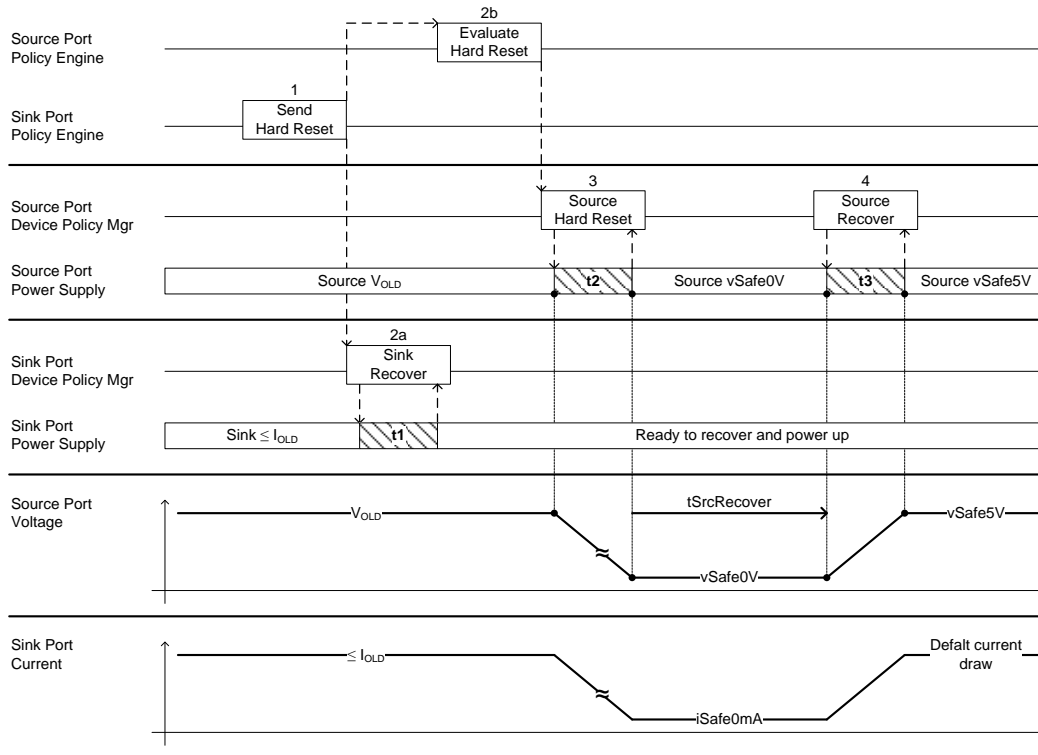 2b
Source Port
Policy Engine
Evaluate
Hard Reset
1
Sink Port
Policy Engine
Send
Hard Reset
3
4
Source Port
Device Policy Mgr
Source
Hard Reset
Source
Recover
Source Port
Power Supply
Source VOLD
t2
Source vSafe0V
t3
Source vSafe5V
2a
Sink Port
Device Policy Mgr
Sink
Recover
Sink Port
Power Supply
Sink ≤ IOLD
t1
Ready to recover and power up
Source Port
Voltage
VOLD
tSrcRecover
vSafe5V
≈
vSafe0V
Sink Port
Current
≤ IOLD
Defalt current
draw
≈
iSafe0mA